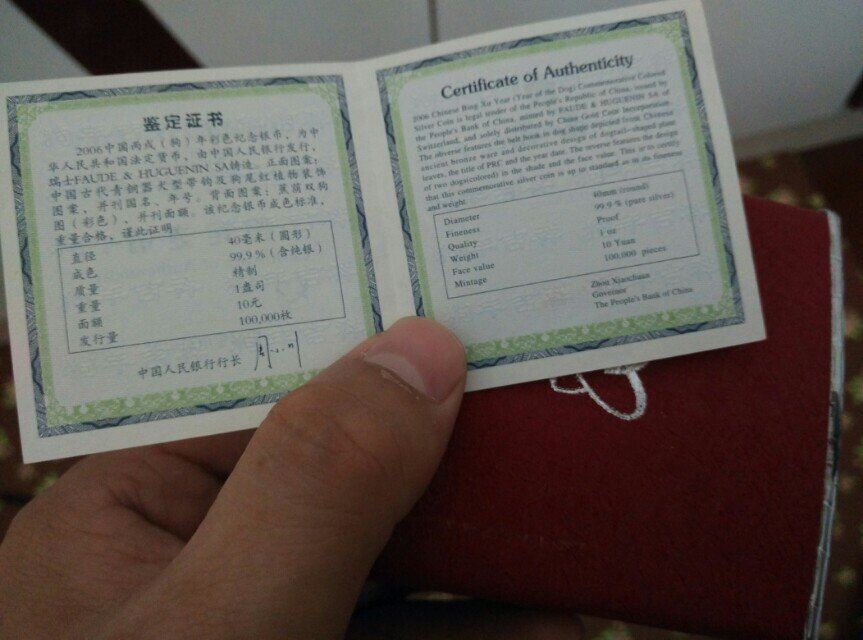 鉴定证书
2006中国丙戌(狗)年彩色纪念银币、为中
华人民共和国法定货币，由中国人民银行发行，
瑞士FAUDE & HUGUENIN SA铸造。正面图案：
中国古代青铜器犬型带钩及狗尾红植物装饰
图案，并刊国名、年号。背面图案：蕉荫双狗
图(彩色)，并刊面额。该纪念银币成色标准，
重量合格，谨此证明。
直径 40毫米(圆形)
成色 99.9%(含纯银)
质量 精制
重量 1盎司
面额 10元
发行量 100,000枚
中国人民银行行长
Certificate of Authenticity
2006 Chinese Bing Xu Year (Year of the Dog) Commemorative Colored
Silver Coin is legal tender of the People's Republic of China, issued by
the People's Bank of China, minted by FAUDE & HUGUENIN SA of
Switzerland, and solely distributed by China Gold Coin Incorporation.
The obverse features the belt hook in dog shape depicted from Chinese
ancient bronze ware and decorative design of dogtail-shaped plant
leaves, the title of PRC and the year date. The reverse features the design
of two dogs(colored) in the shade and the face value. This is to certify
that this commemorative silver coin is up to standard as in its fineness
and weight.
Diameter 40mm (round)
Fineness 99.9% (pure silver)
Quality Proof
Weight 1 oz
Face value 10 Yuan
Mintage 100,000 pieces
Zhou Xiaochuan
Governor
The People's Bank of China